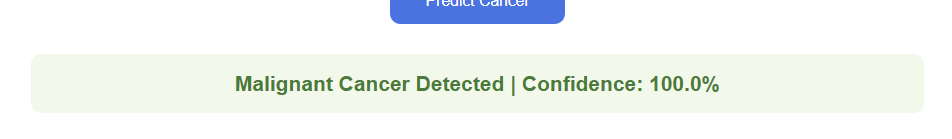 Predict Cancer
Malignant Cancer Detected | Confidence: 100.0%